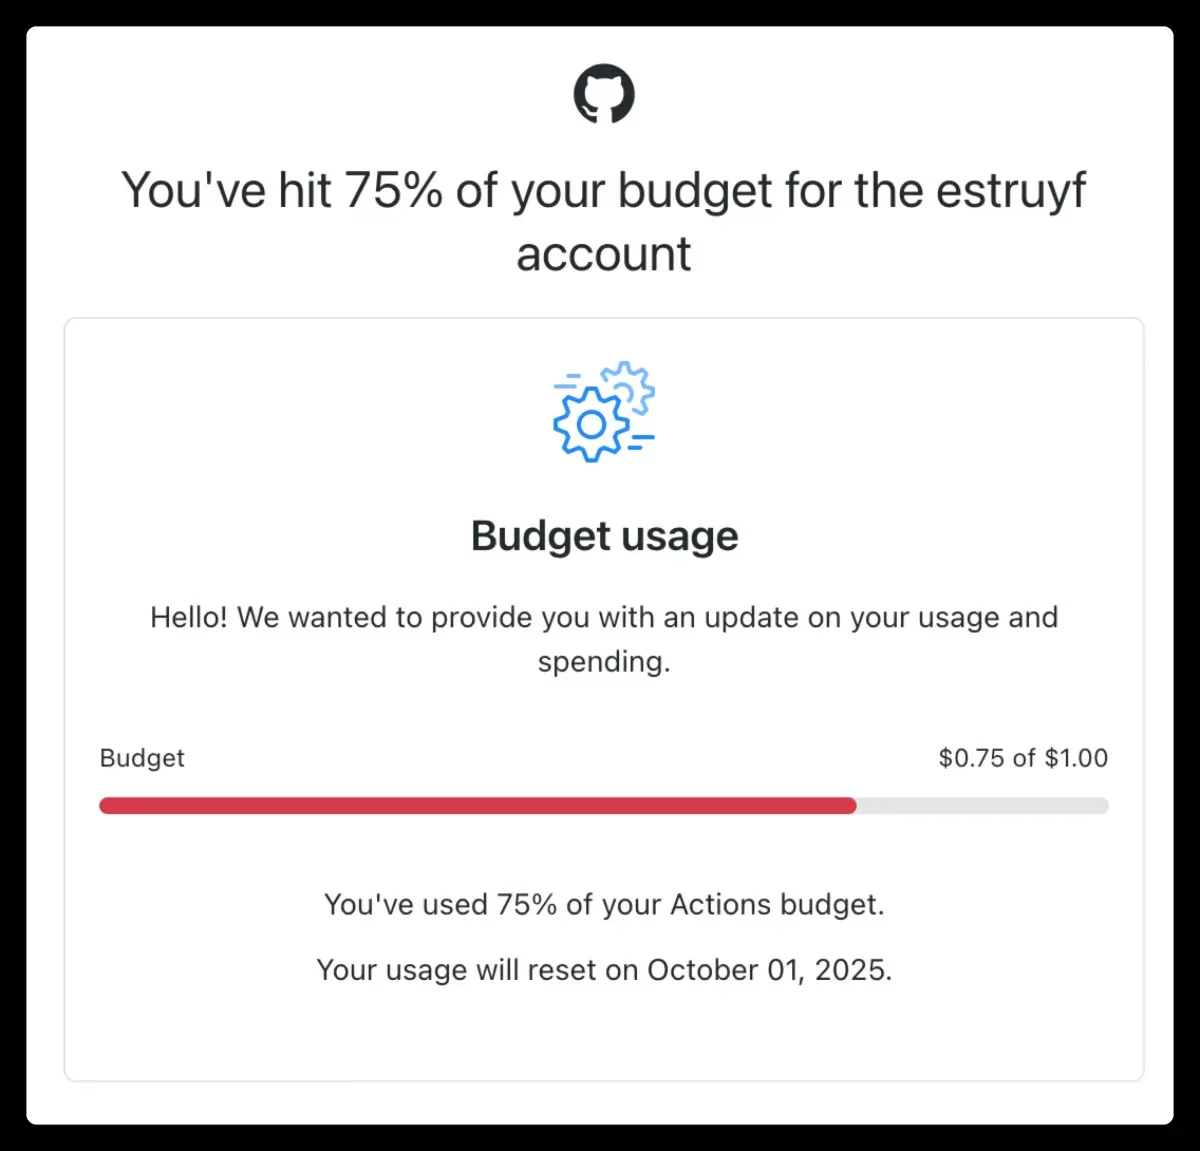 You've hit 75% of your budget for the estruyf
account
Budget usage
Hello! We wanted to provide you with an update on your usage and
spending.
Budget
$0.75 of $1.00
You've used 75% of your Actions budget.
Your usage will reset on October 01, 2025.